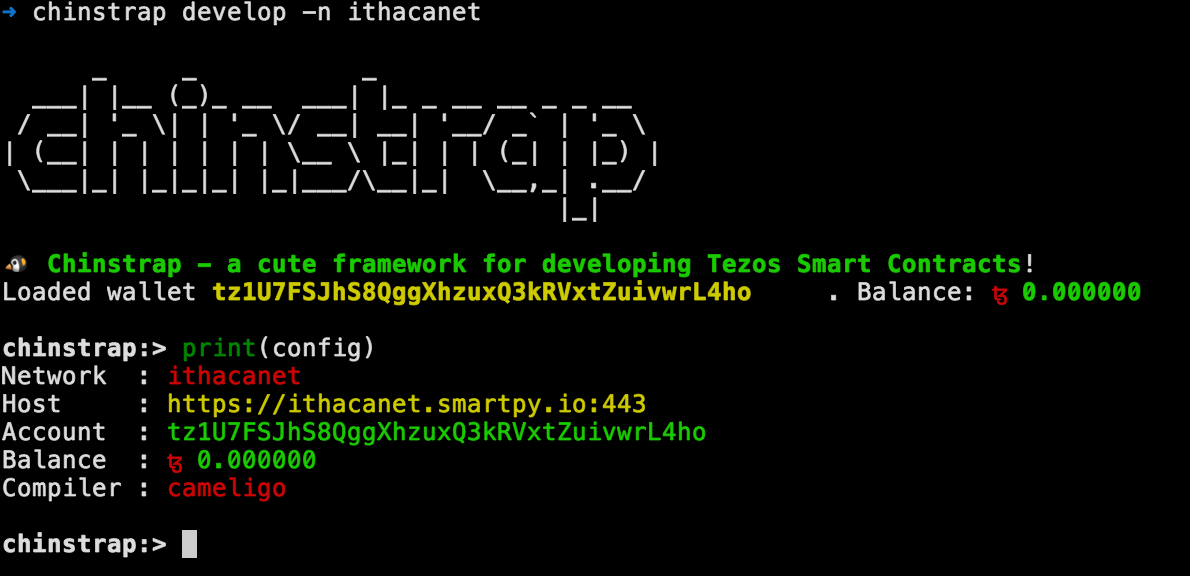 → chinstrap develop -n ithacanet
chinstrap
🐧 Chinstrap - a cute framework for developing Tezos Smart Contracts!
Loaded wallet tz1U7FSJhS8QggXhzuxQ3kRVxtZuivwrL4ho . Balance: ꜩ 0.000000
chinstrap:> print(config)
Network : ithacanet
Host : https://ithacanet.smartpy.io:443
Account : tz1U7FSJhS8QggXhzuxQ3kRVxtZuivwrL4ho
Balance : ꜩ 0.000000
Compiler : cameligo
chinstrap:>